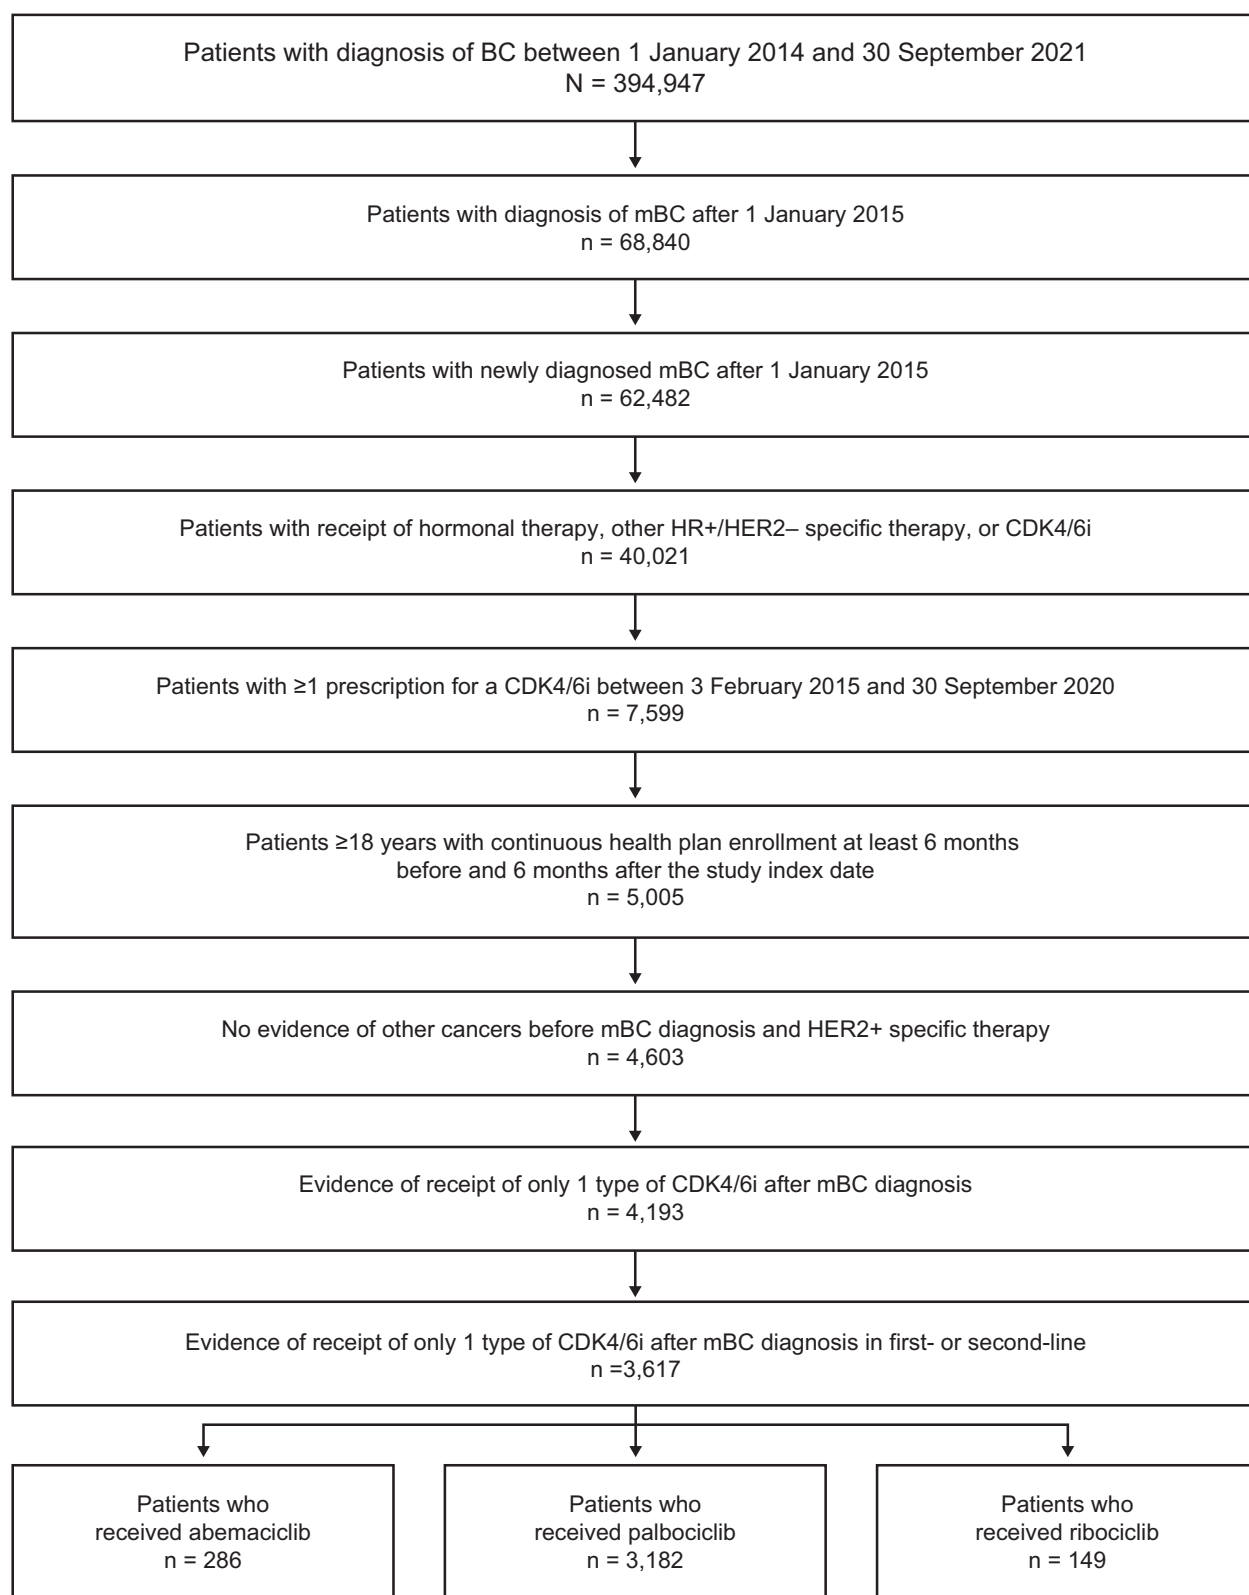 Patients with diagnosis of BC between 1 January 2014 and 30 September 2021
N = 394,947
Patients with diagnosis of mBC after 1 January 2015
n = 68,840
Patients with newly diagnosed mBC after 1 January 2015
n = 62,482
Patients with receipt of hormonal therapy, other HR+/HER2– specific therapy, or CDK4/6i
n = 40,021
Patients with ≥1 prescription for a CDK4/6i between 3 February 2015 and 30 September 2020
n = 7,599
Patients ≥18 years with continuous health plan enrollment at least 6 months
before and 6 months after the study index date
n = 5,005
No evidence of other cancers before mBC diagnosis and HER2+ specific therapy
n = 4,603
Evidence of receipt of only 1 type of CDK4/6i after mBC diagnosis
n = 4,193
Evidence of receipt of only 1 type of CDK4/6i after mBC diagnosis in first- or second-line
n =3,617
Patients who
received abemaciclib
n = 286
Patients who
received palbociclib
n = 3,182
Patients who
received ribociclib
n = 149